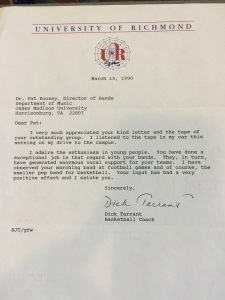 UNIVERSITY OF RICHMOND
UR
March 15, 1990
Dr. Pat Rooney, Director of Bands
Department of Music
James Madison University
Harrisonburg, VA 22807
Dear Pat:
I very much appreciated your kind letter and the tape of
your outstanding group. I listened to the tape in my car this
morning on my drive to the campus.
I admire the enthusiasm in young people. You have done a
exceptional job in that regard with your bands. They, in turn,
have generated enormous vocal support for your teams. I have
observed your marching band at football games and of course, the
smaller pep band for basketball. Your input has had a very
positive effect and I salute you.
Sincerely,
Dick Tarrant
Dick Tarrant
Basketball Coach
RJT/gfw